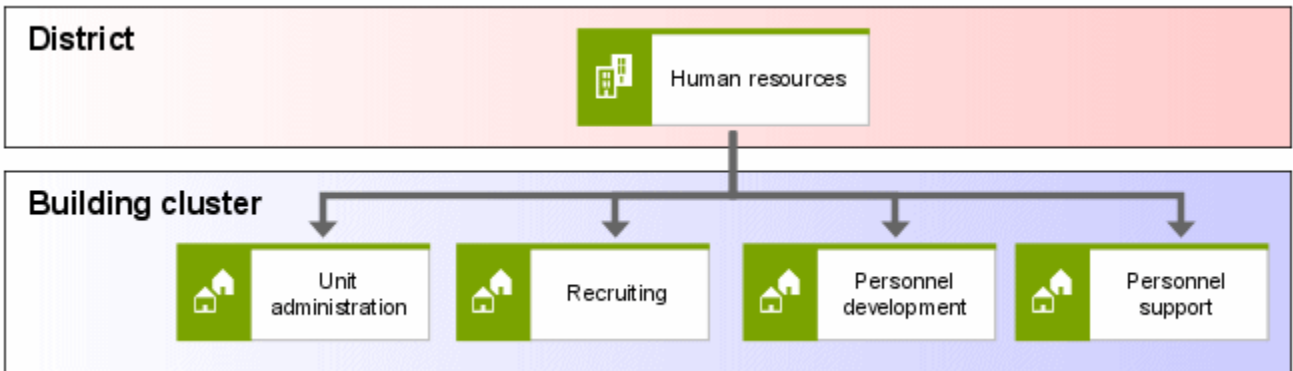 District
Human resources
Building cluster
Unit
administration
Recruiting
Personnel
development
Personnel
support